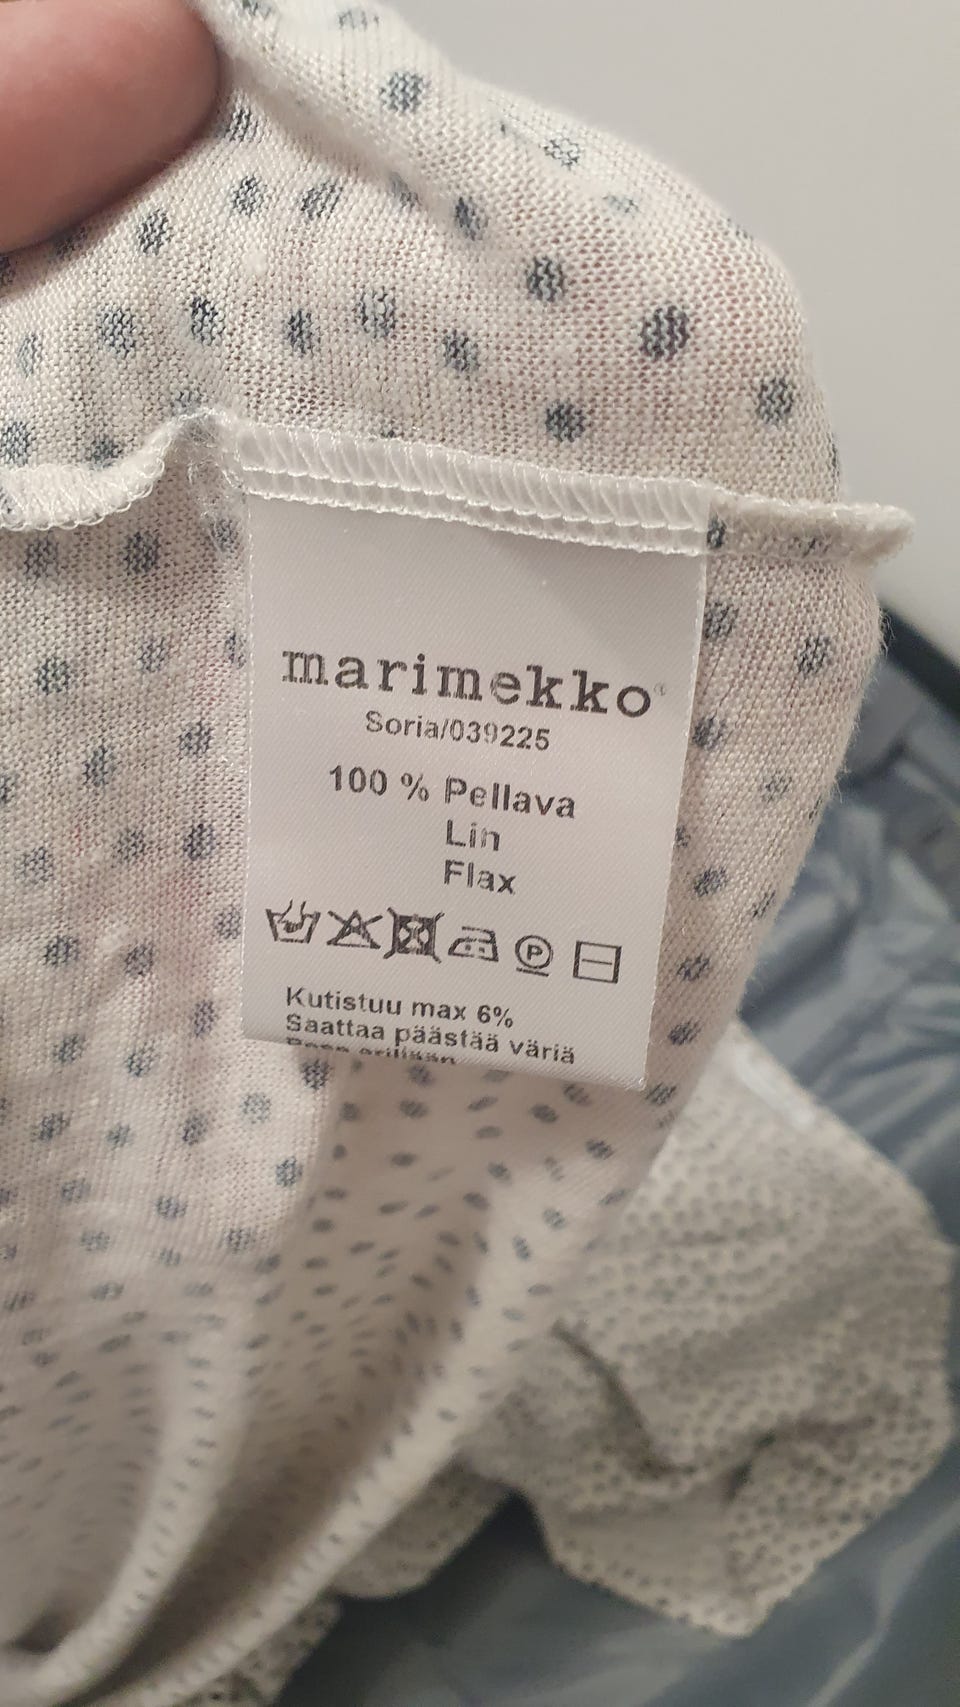 marimekko®
Soria/039225
100 % Pellava
Lin
Flax
P
Kutistuu max 6%
Saattaa päästää väriä